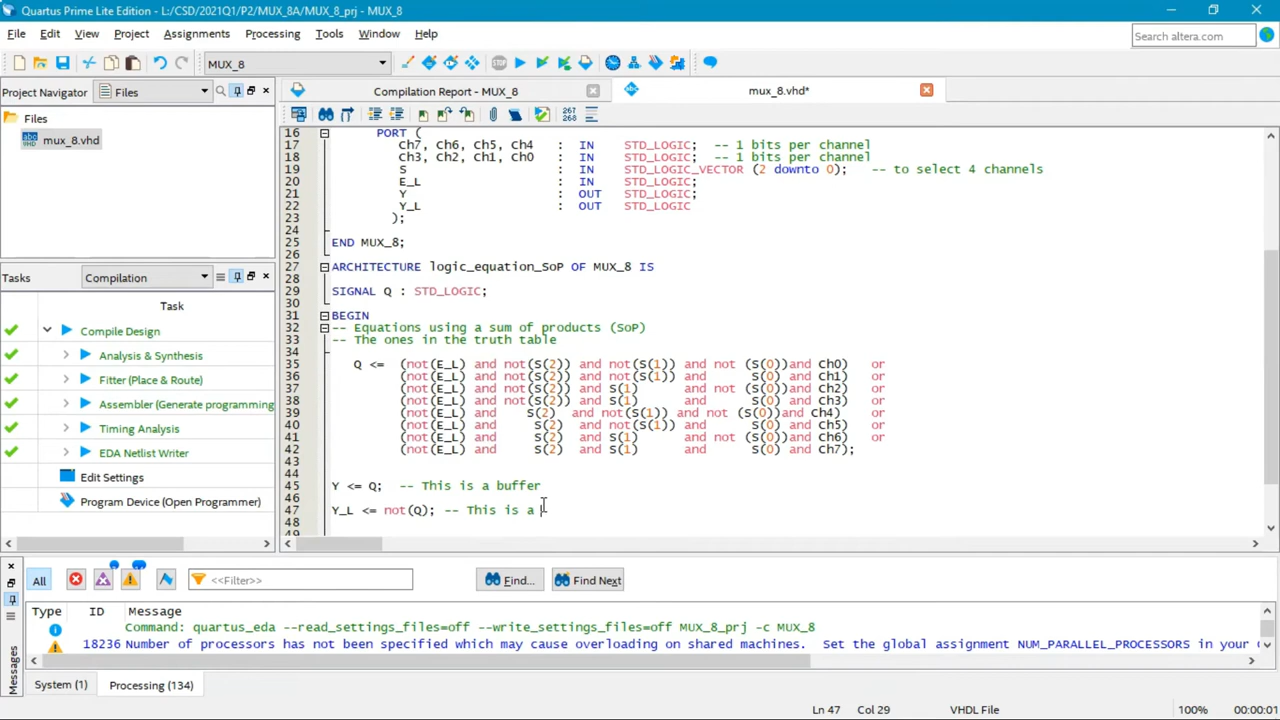 Quartus Prime Lite Edition - L:/CSD/2021Q1/P2/MUX_8A/MUX_8_prj - MUX_8
File Edit View Project Assignments Processing Tools Window Help
Search altera.com
MUX_8
Project Navigator Files
Compilation Report - MUX_8
mux_8.vhd*
Files
mux_8.vhd
267
268
16 PORT (
17 Ch7, Ch6, Ch5, Ch4 : IN STD_LOGIC; -- 1 bits per channel
18 Ch3, Ch2, Ch1, Ch0 : IN STD_LOGIC; -- 1 bits per channel
19 S : IN STD_LOGIC_VECTOR (2 downto 0); -- to select 4 channels
20 E_L : IN STD_LOGIC;
21 Y : OUT STD_LOGIC;
22 Y_L : OUT STD_LOGIC
23 );
24
25 END MUX_8;
26
27 ARCHITECTURE logic_equation_SoP OF MUX_8 IS
28
29 SIGNAL Q : STD_LOGIC;
30
31 BEGIN
32 -- Equations using a sum of products (SoP)
33 -- The ones in the truth table
34
35 Q <= (not(E_L) and not(S(2)) and not(S(1)) and not (S(0))and Ch0) or
36 (not(E_L) and not(S(2)) and not(S(1)) and S(0) and Ch1) or
37 (not(E_L) and not(S(2)) and S(1) and not (S(0))and Ch2) or
38 (not(E_L) and not(S(2)) and S(1) and S(0) and Ch3) or
39 (not(E_L) and S(2) and not(S(1)) and not (S(0))and Ch4) or
40 (not(E_L) and S(2) and not(S(1)) and S(0) and Ch5) or
41 (not(E_L) and S(2) and S(1) and not (S(0))and Ch6) or
42 (not(E_L) and S(2) and S(1) and S(0) and Ch7);
43
44
45 Y <= Q; -- This is a buffer
46
47 Y_L <= not(Q); -- This is a
48
49
Tasks Compilation
Task
Compile Design
Analysis & Synthesis
Fitter (Place & Route)
Assembler (Generate programming
Timing Analysis
EDA Netlist Writer
Edit Settings
Program Device (Open Programmer)
All <<Filter>> Find... Find Next
Type ID Message
Command: quartus_eda --read_settings_files=off --write_settings_files=off MUX_8_prj -c MUX_8
18236 Number of processors has not been specified which may cause overloading on shared machines. Set the global assignment NUM_PARALLEL_PROCESSORS in your
Messages
System (1) Processing (134)
Ln 47 Col 29 VHDL File 100% 00:00:01